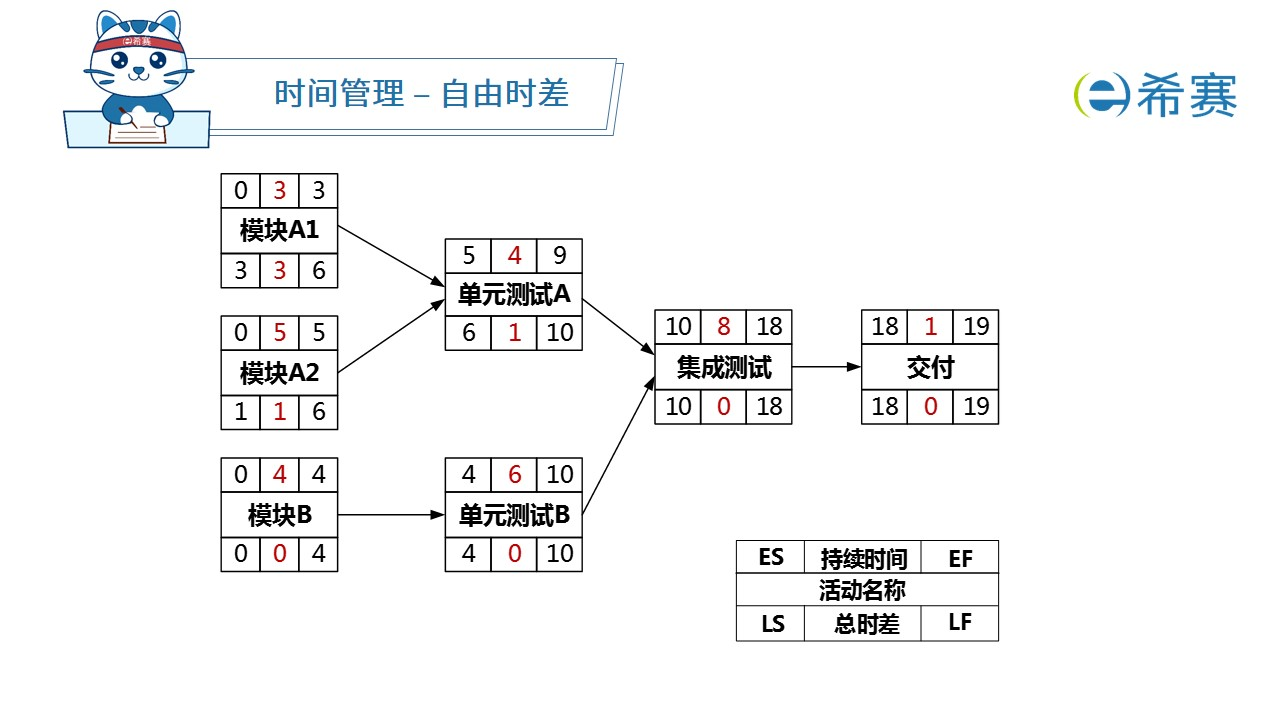 希赛
时间管理 – 自由时差
希赛
0 3 3
模块A1
3 3 6
0 5 5
模块A2
1 1 6
0 4 4
模块B
0 0 4
5 4 9
单元测试A
6 1 10
4 6 10
单元测试B
4 0 10
10 8 18
集成测试
10 0 18
18 1 19
交付
18 0 19
ES 持续时间 EF
活动名称
LS 总时差 LF